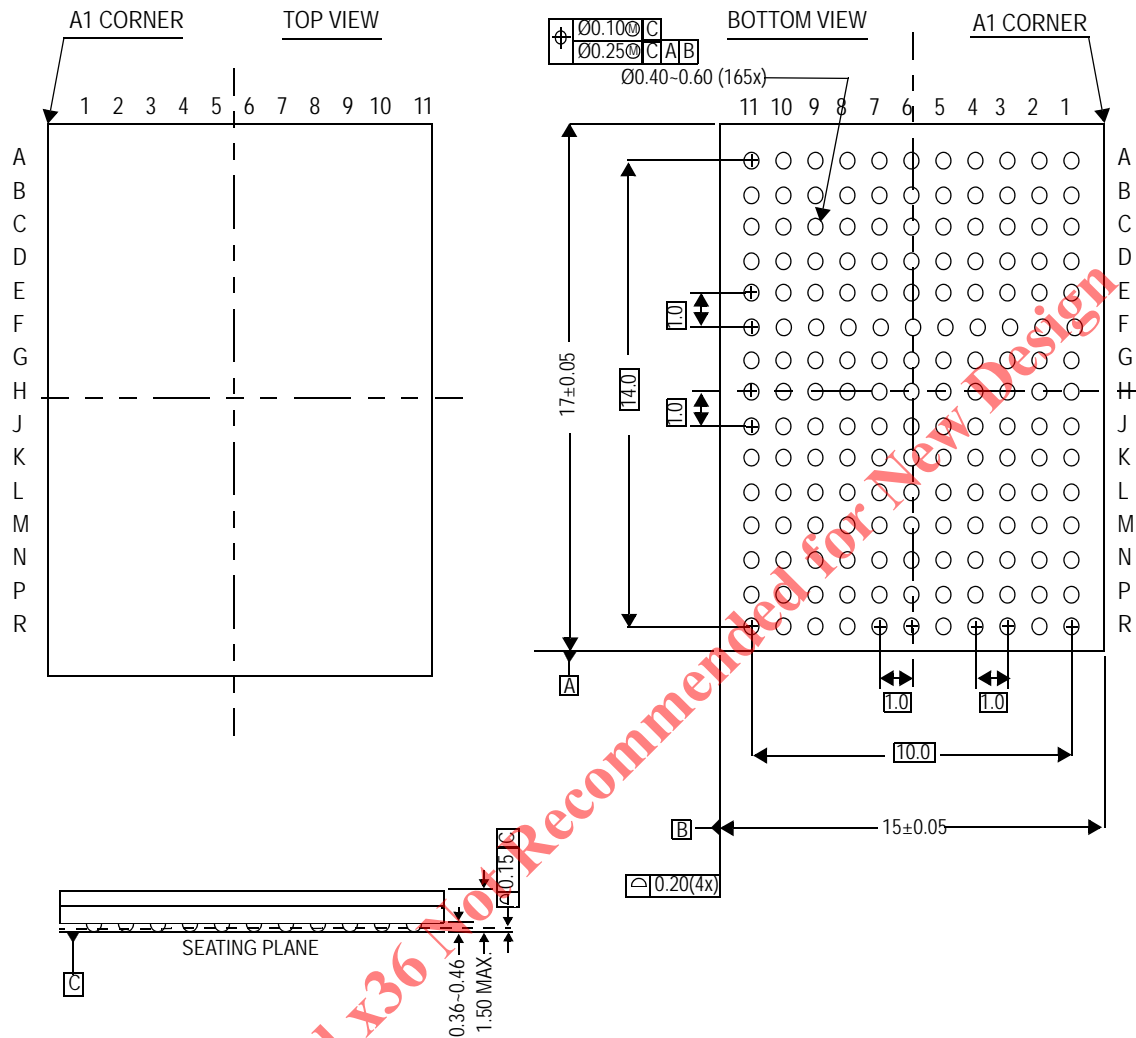 A1 CORNER
TOP VIEW
BOTTOM VIEW
A1 CORNER
Ø0.10Ⓜ C
Ø0.25Ⓜ C A B
Ø0.40~0.60 (165x)
1 2 3 4 5 6 7 8 9 10 11
11 10 9 8 7 6 5 4 3 2 1
A
B
C
D
E
F
G
H
J
K
L
M
N
P
R
A
B
C
D
E
F
G
H
J
K
L
M
N
P
R
17±0.05
14.0
1.0
1.0
A
1.0
1.0
10.0
B
15±0.05
0.20(4x)
0.15 C
SEATING PLANE
C
0.36~0.46
1.50 MAX.
x36 Not Recommended for New Design